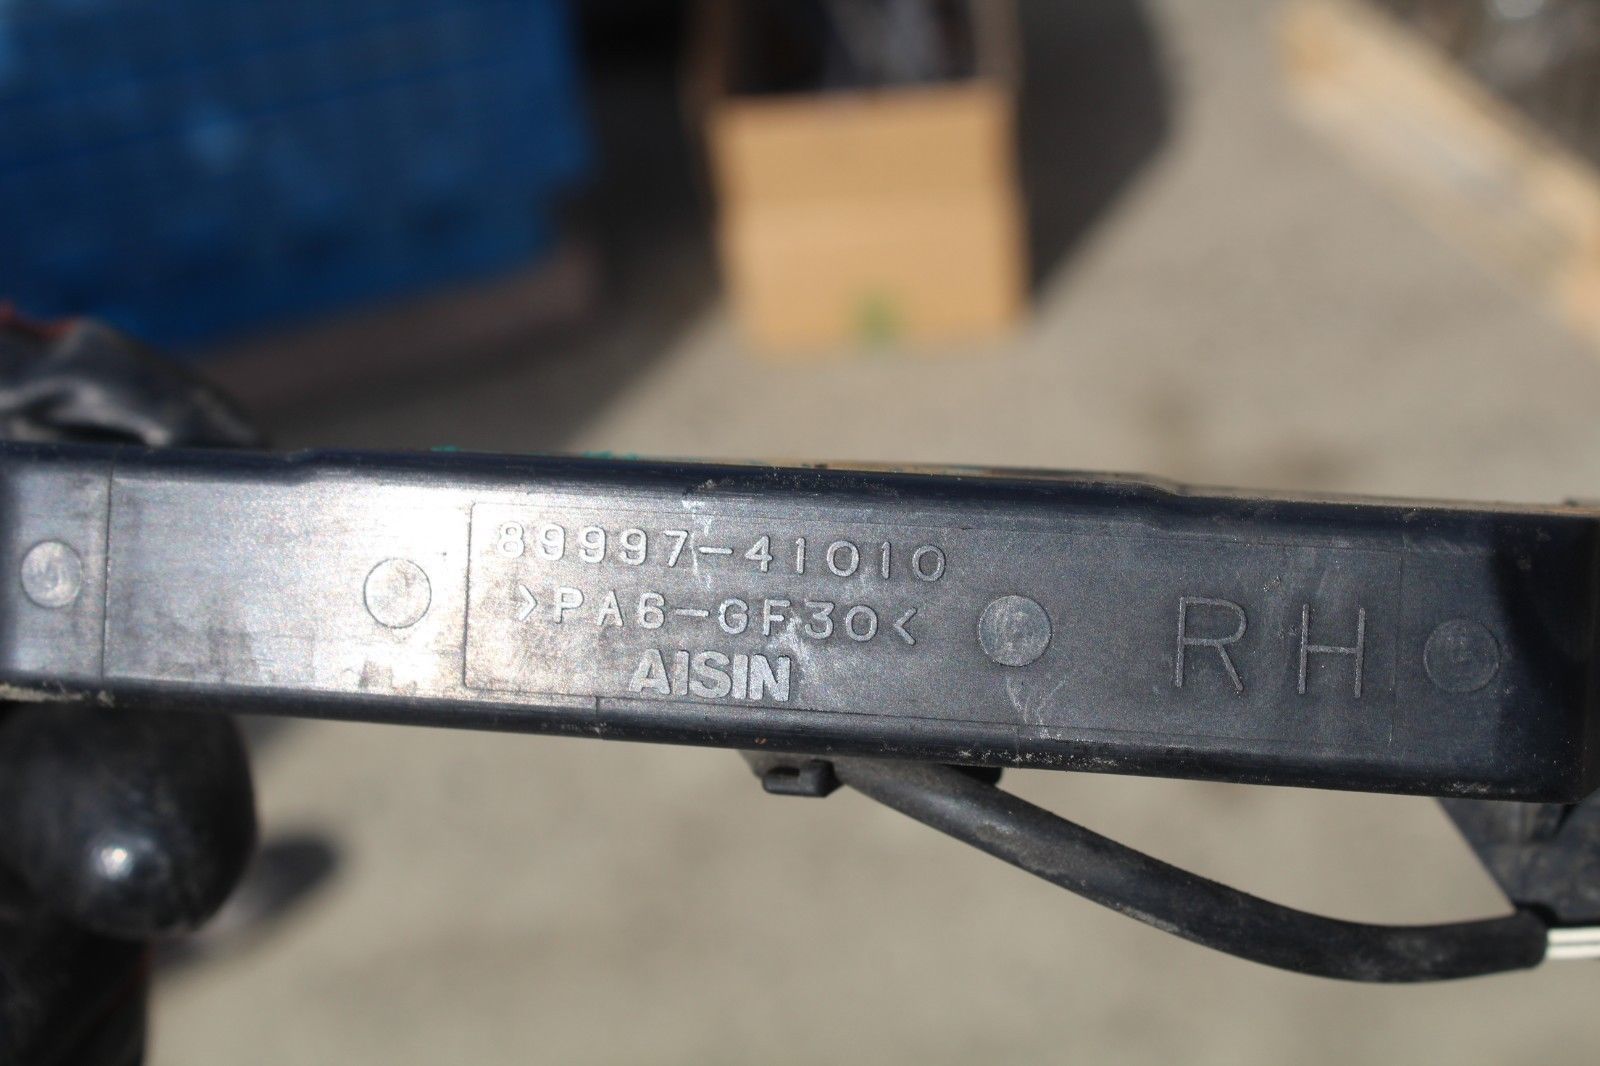 89997-41010
>PA6-GF30<
AISIN
RH